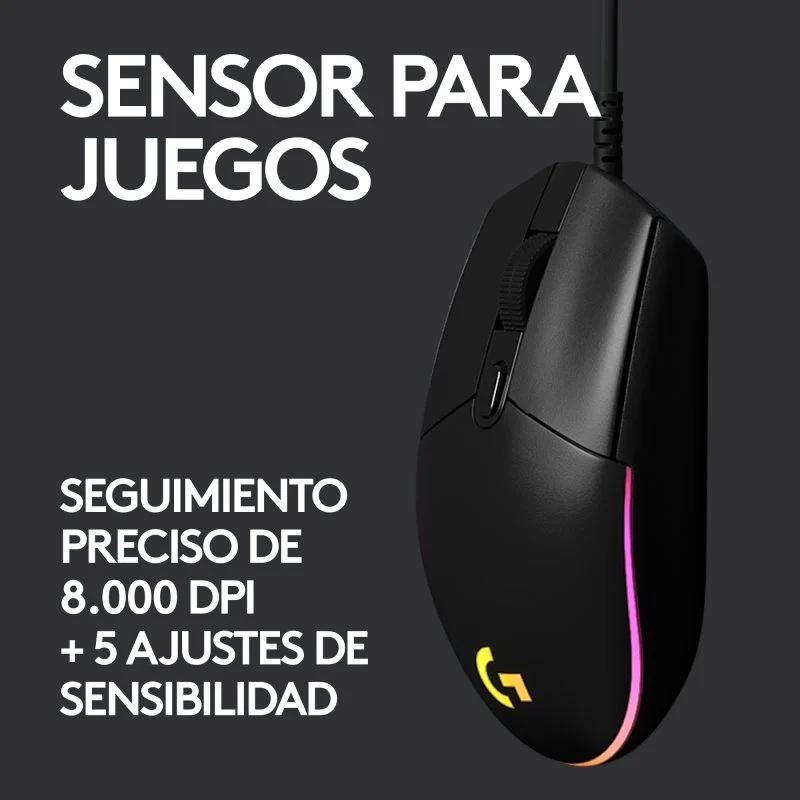 SENSOR PARA
JUEGOS
SEGUIMIENTO
PRECISO DE
8.000 DPI
+ 5 AJUSTES DE
SENSIBILIDAD